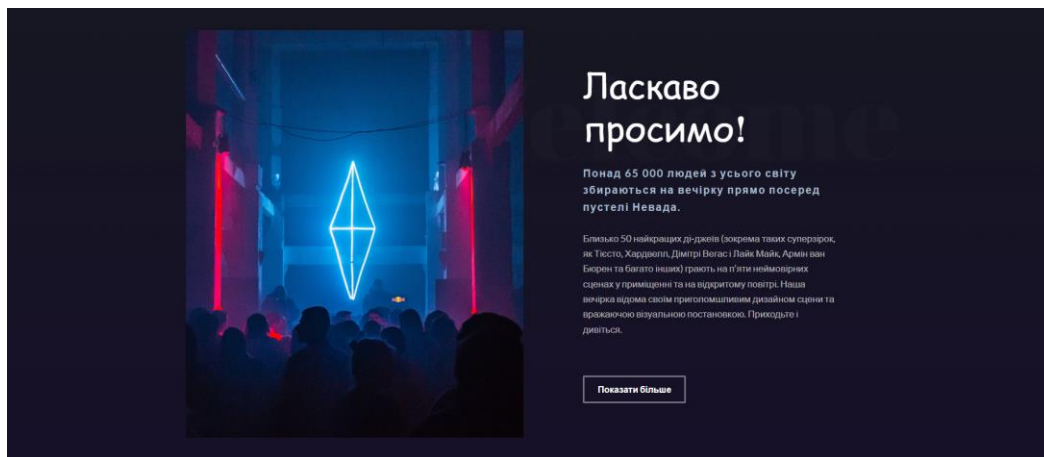 Ласкаво
просимо!
Понад 65 000 людей з усього світу
збираються на вечірку прямо посеред
пустелі Невада.
Близько 50 найкращих ді-джеїв (зокрема таких суперзірок,
як Тієсто, Хардвелл, Дімітрі Вегас і Лайк Майк, Армін ван
Бюрен та багато інших) грають на п'яти неймовірних
сценах у приміщенні та на відкритому повітрі. Наша
вечірка відома своїм приголомшливим дизайном сцени та
вражаючою візуальною постановкою. Приходьте і
дивіться.
Показати більше